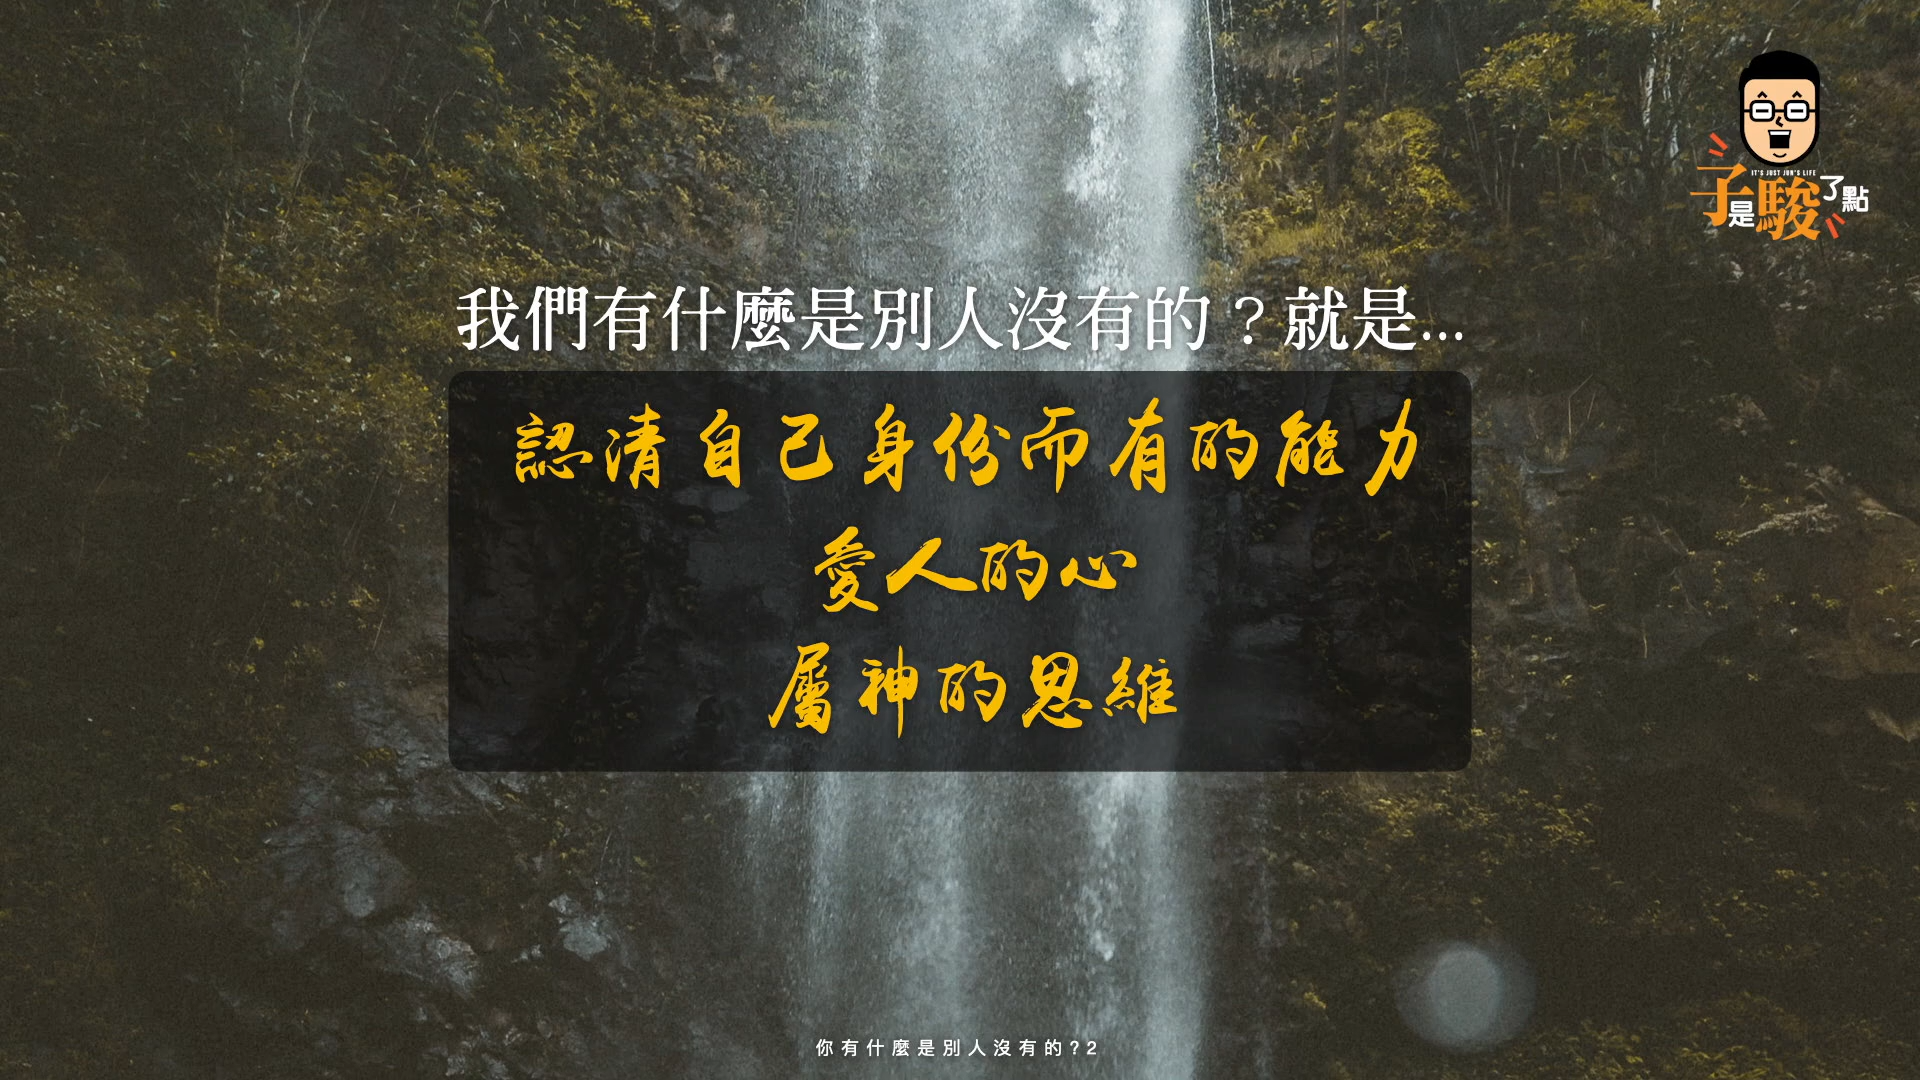 IT'S JUST JUN'S LIFE
子是駿了點
我們有什麼是別人沒有的？就是...
認清自己身份而有的能力
愛人的心
屬神的思維
你有什麼是別人沒有的?2